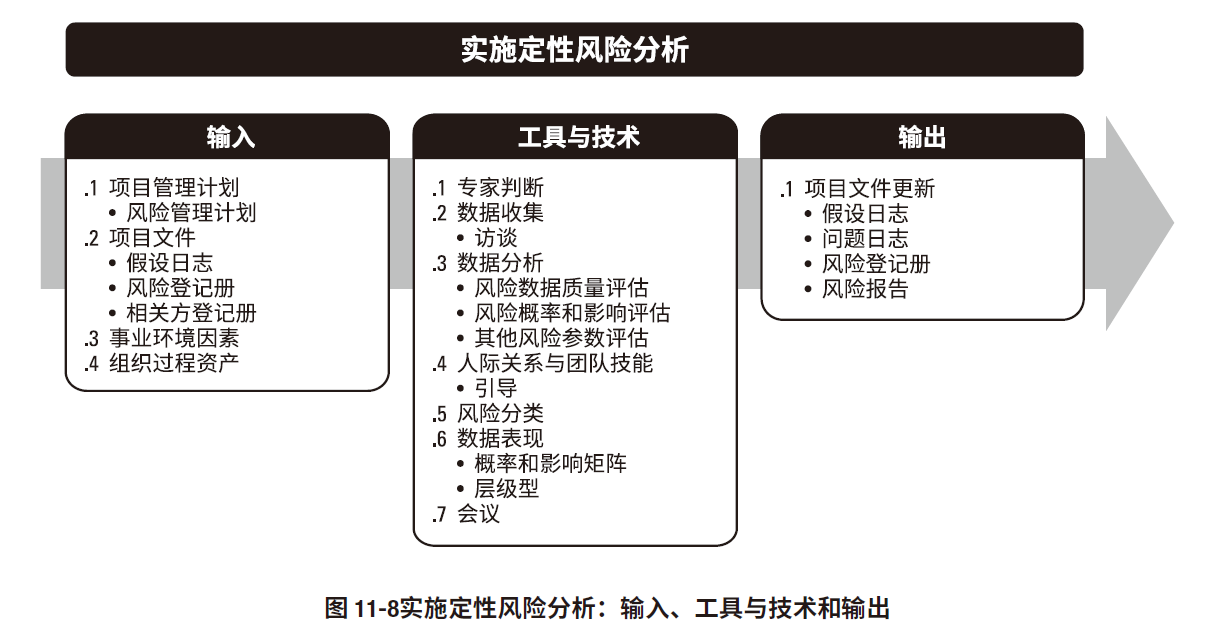 实施定性风险分析
输入
.1 项目管理计划
• 风险管理计划
.2 项目文件
• 假设日志
• 风险登记册
• 相关方登记册
.3 事业环境因素
.4 组织过程资产
工具与技术
.1 专家判断
.2 数据收集
• 访谈
.3 数据分析
• 风险数据质量评估
• 风险概率和影响评估
• 其他风险参数评估
.4 人际关系与团队技能
• 引导
.5 风险分类
.6 数据表现
• 概率和影响矩阵
• 层级型
.7 会议
输出
.1 项目文件更新
• 假设日志
• 问题日志
• 风险登记册
• 风险报告
图 11-8实施定性风险分析：输入、工具与技术和输出